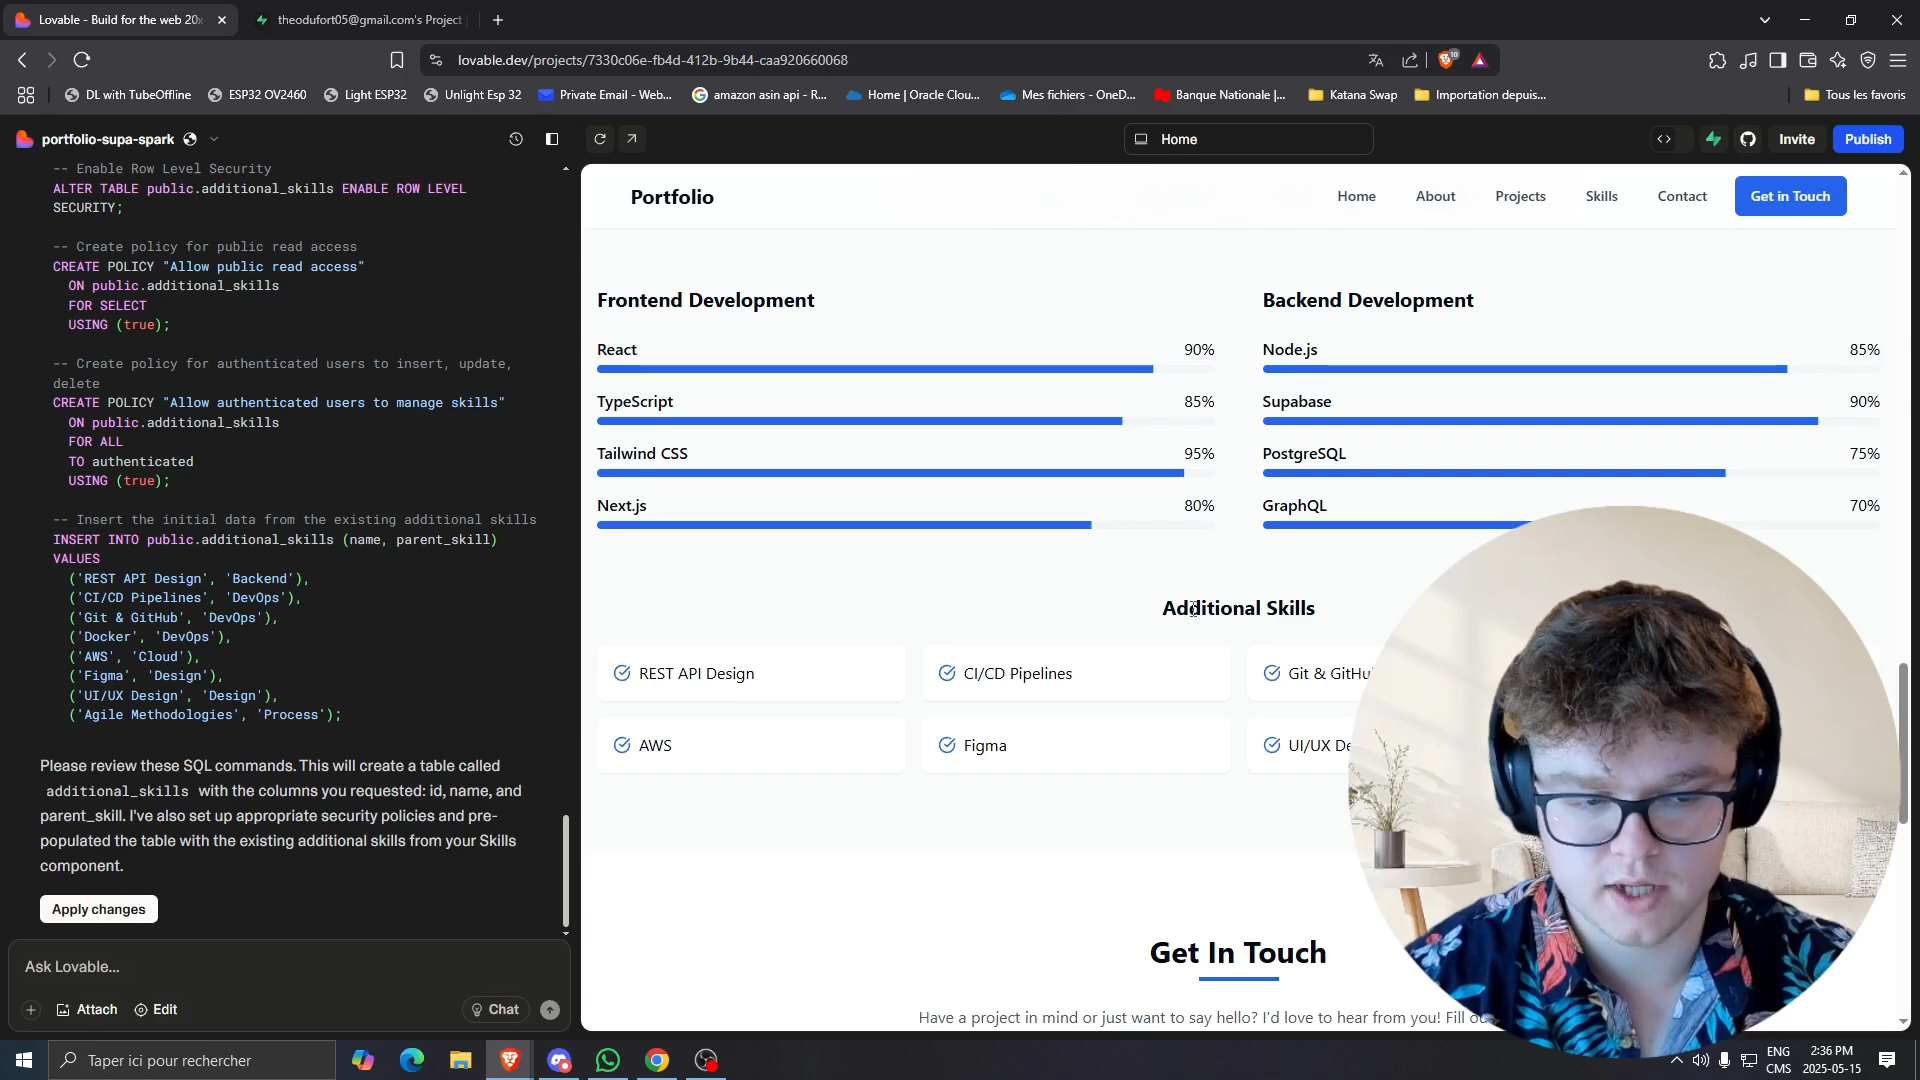 Lovable - Build for the web 20x
theodufort05@gmail.com's Project
lovable.dev/projects/7330c06e-fb4d-412b-9b44-caa920660068
DL with TubeOffline
ESP32 OV2460
Light ESP32
Unlight Esp 32
Private Email - Web...
amazon asin api - R...
Home | Oracle Clou...
Mes fichiers - OneD...
Banque Nationale |...
Katana Swap
Importation depuis...
Tous les favoris
portfolio-supa-spark
Home
Invite
Publish
-- Enable Row Level Security
ALTER TABLE public.additional_skills ENABLE ROW LEVEL
SECURITY;
-- Create policy for public read access
CREATE POLICY "Allow public read access"
ON public.additional_skills
FOR SELECT
USING (true);
-- Create policy for authenticated users to insert, update,
delete
CREATE POLICY "Allow authenticated users to manage skills"
ON public.additional_skills
FOR ALL
TO authenticated
USING (true);
-- Insert the initial data from the existing additional skills
INSERT INTO public.additional_skills (name, parent_skill)
VALUES
('REST API Design', 'Backend'),
('CI/CD Pipelines', 'DevOps'),
('Git & GitHub', 'DevOps'),
('Docker', 'DevOps'),
('AWS', 'Cloud'),
('Figma', 'Design'),
('UI/UX Design', 'Design'),
('Agile Methodologies', 'Process');
Please review these SQL commands. This will create a table called
additional_skills with the columns you requested: id, name, and
parent_skill. I've also set up appropriate security policies and pre-
populated the table with the existing additional skills from your Skills
component.
Apply changes
Ask Lovable...
Attach
Edit
Chat
Portfolio
Home
About
Projects
Skills
Contact
Get in Touch
Frontend Development
React
90%
TypeScript
85%
Tailwind CSS
95%
Next.js
80%
Backend Development
Node.js
85%
Supabase
90%
PostgreSQL
75%
GraphQL
70%
Additional Skills
REST API Design
CI/CD Pipelines
Git & GitHu
AWS
Figma
UI/UX De
Get In Touch
Have a project in mind or just want to say hello? I'd love to hear from you! Fill ou
Taper ici pour rechercher
ENG
CMS
2:36 PM
2025-05-15